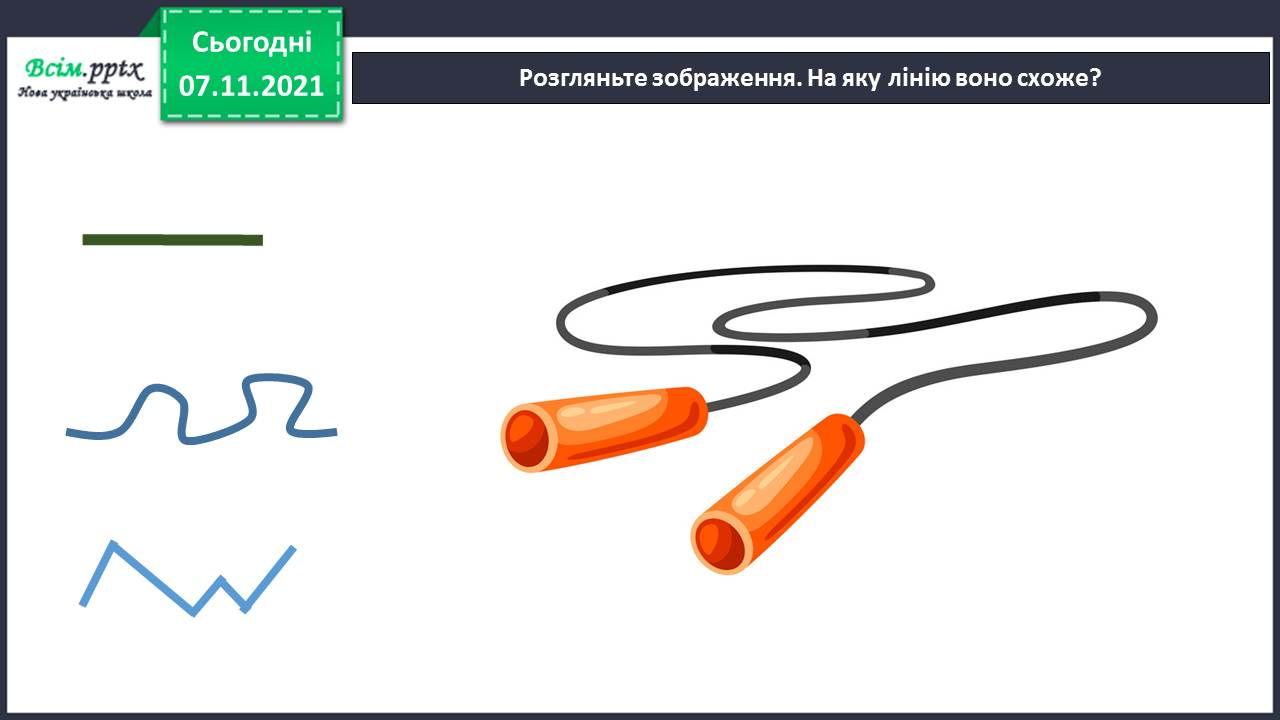 Всім.pptx
Нова українська школа
Сьогодні
07.11.2021
Розгляньте зображення. На яку лінію воно схоже?